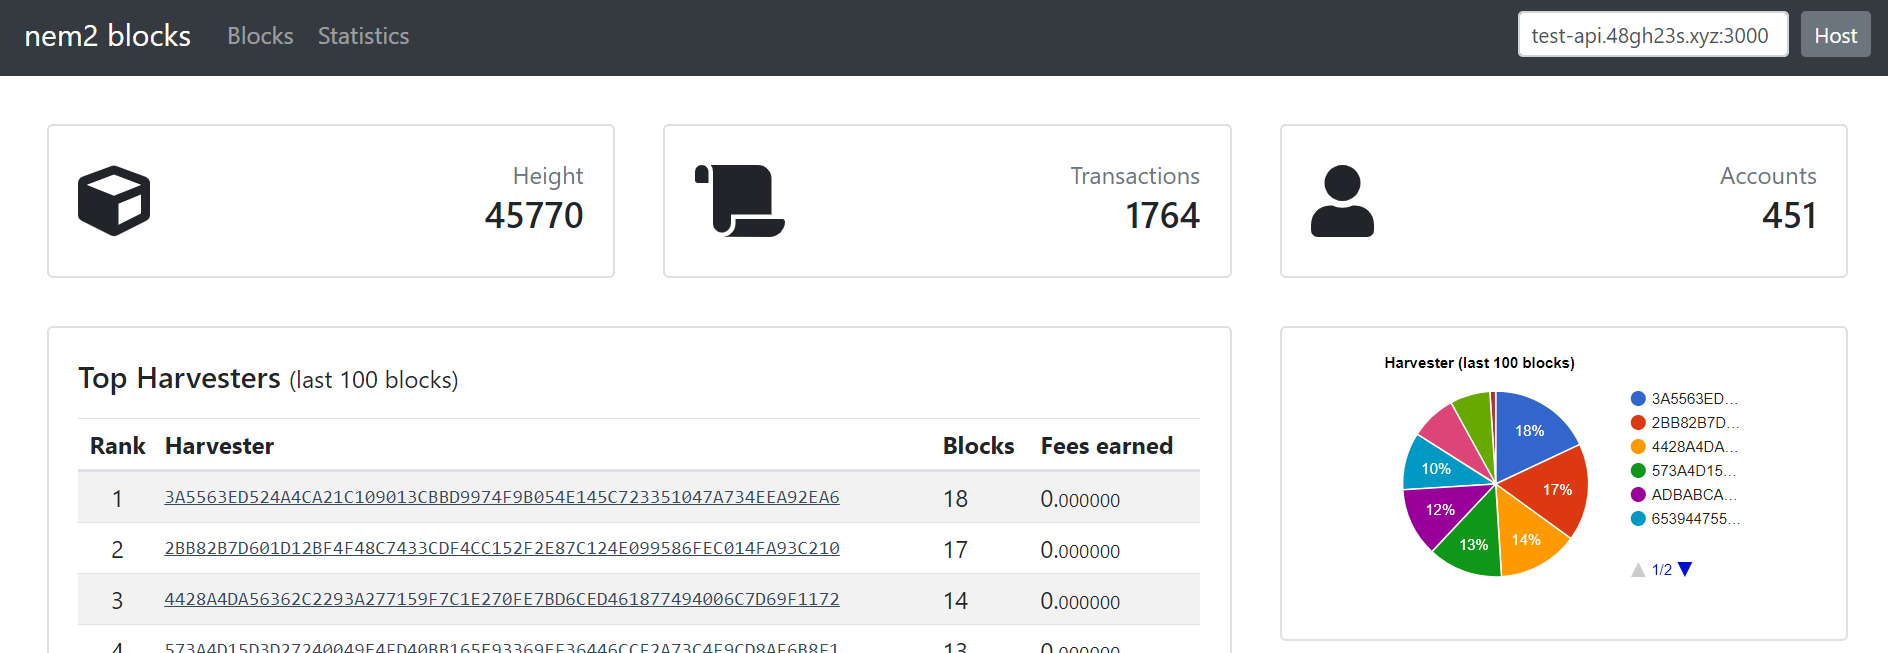 nem2 blocks Blocks Statistics test-api.48gh23s.xyz:3000 Host
Height
45770
Transactions
1764
Accounts
451
Top Harvesters (last 100 blocks)
Rank Harvester Blocks Fees earned
1 3A5563ED524A4CA21C109013CBBD9974F9B054E145C723351047A734EEA92EA6 18 0.000000
2 2BB82B7D601D12BF4F48C7433CDF4CC152F2E87C124E099586FEC014FA93C210 17 0.000000
3 4428A4DA56362C2293A277159F7C1E270FE7BD6CED461877494006C7D69F1172 14 0.000000
4 13 0.000000
Harvester (last 100 blocks)
18%
17%
14%
13%
12%
10%
3A5563ED...
2BB82B7D...
4428A4DA...
573A4D15...
ADBABCA...
653944755...
1/2